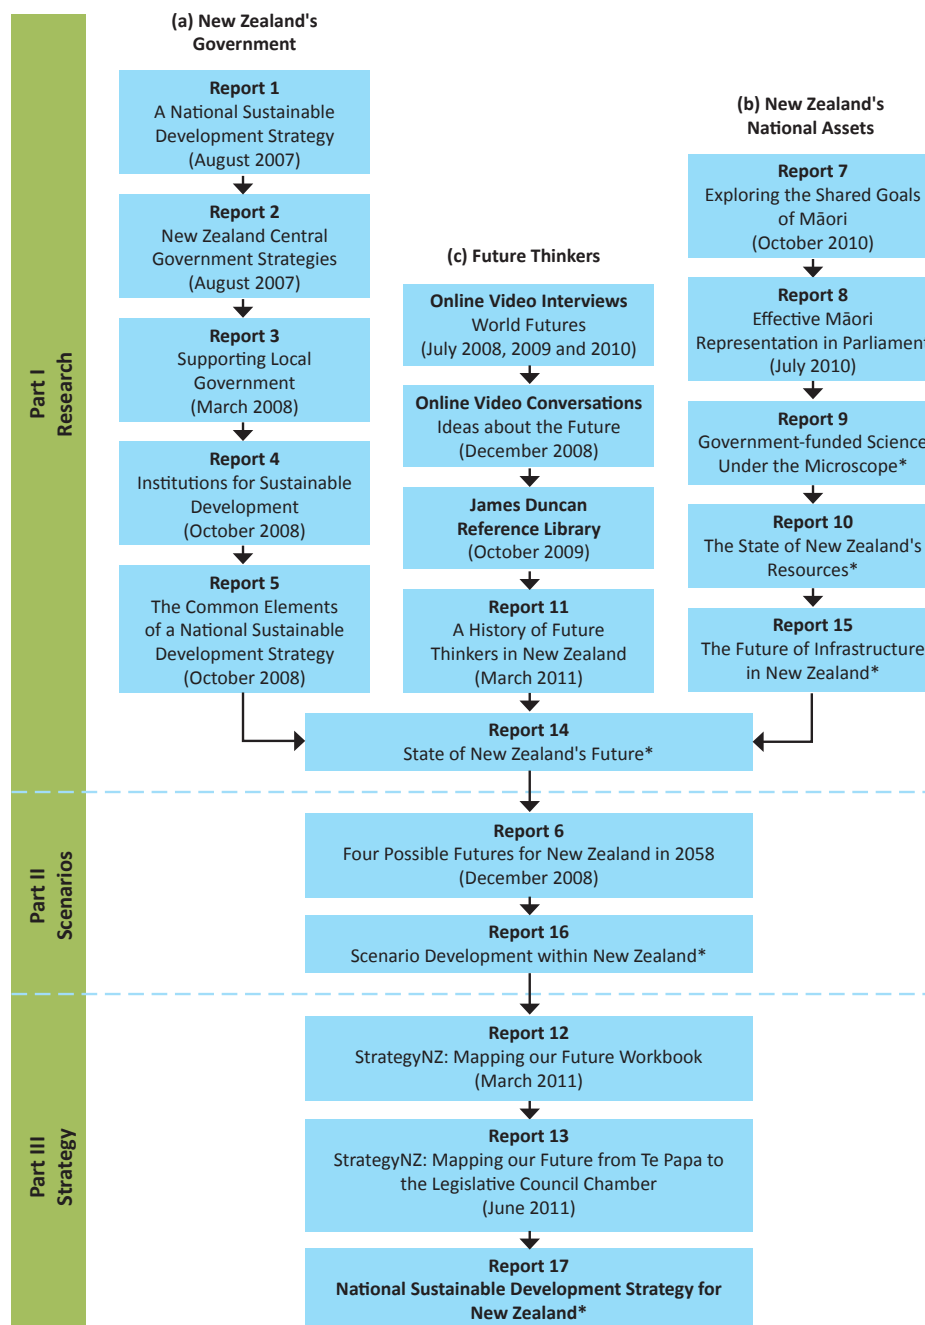 Part I
Research
(a) New Zealand's
Government
Report 1
A National Sustainable
Development Strategy
(August 2007)
Report 2
New Zealand Central
Government Strategies
(August 2007)
Report 3
Supporting Local
Government
(March 2008)
Report 4
Institutions for Sustainable
Development
(October 2008)
Report 5
The Common Elements
of a National Sustainable
Development Strategy
(October 2008)
(c) Future Thinkers
Online Video Interviews
World Futures
(July 2008, 2009 and 2010)
Online Video Conversations
Ideas about the Future
(December 2008)
James Duncan
Reference Library
(October 2009)
Report 11
A History of Future
Thinkers in New Zealand
(March 2011)
(b) New Zealand's
National Assets
Report 7
Exploring the Shared Goals
of Māori
(October 2010)
Report 8
Effective Māori
Representation in Parliament
(July 2010)
Report 9
Government-funded Science
Under the Microscope*
Report 10
The State of New Zealand's
Resources*
Report 15
The Future of Infrastructure
in New Zealand*
Report 14
State of New Zealand's Future*
Part II
Scenarios
Report 6
Four Possible Futures for New Zealand in 2058
(December 2008)
Report 16
Scenario Development within New Zealand*
Part III
Strategy
Report 12
StrategyNZ: Mapping our Future Workbook
(March 2011)
Report 13
StrategyNZ: Mapping our Future from Te Papa to
the Legislative Council Chamber
(June 2011)
Report 17
National Sustainable Development Strategy for
New Zealand*